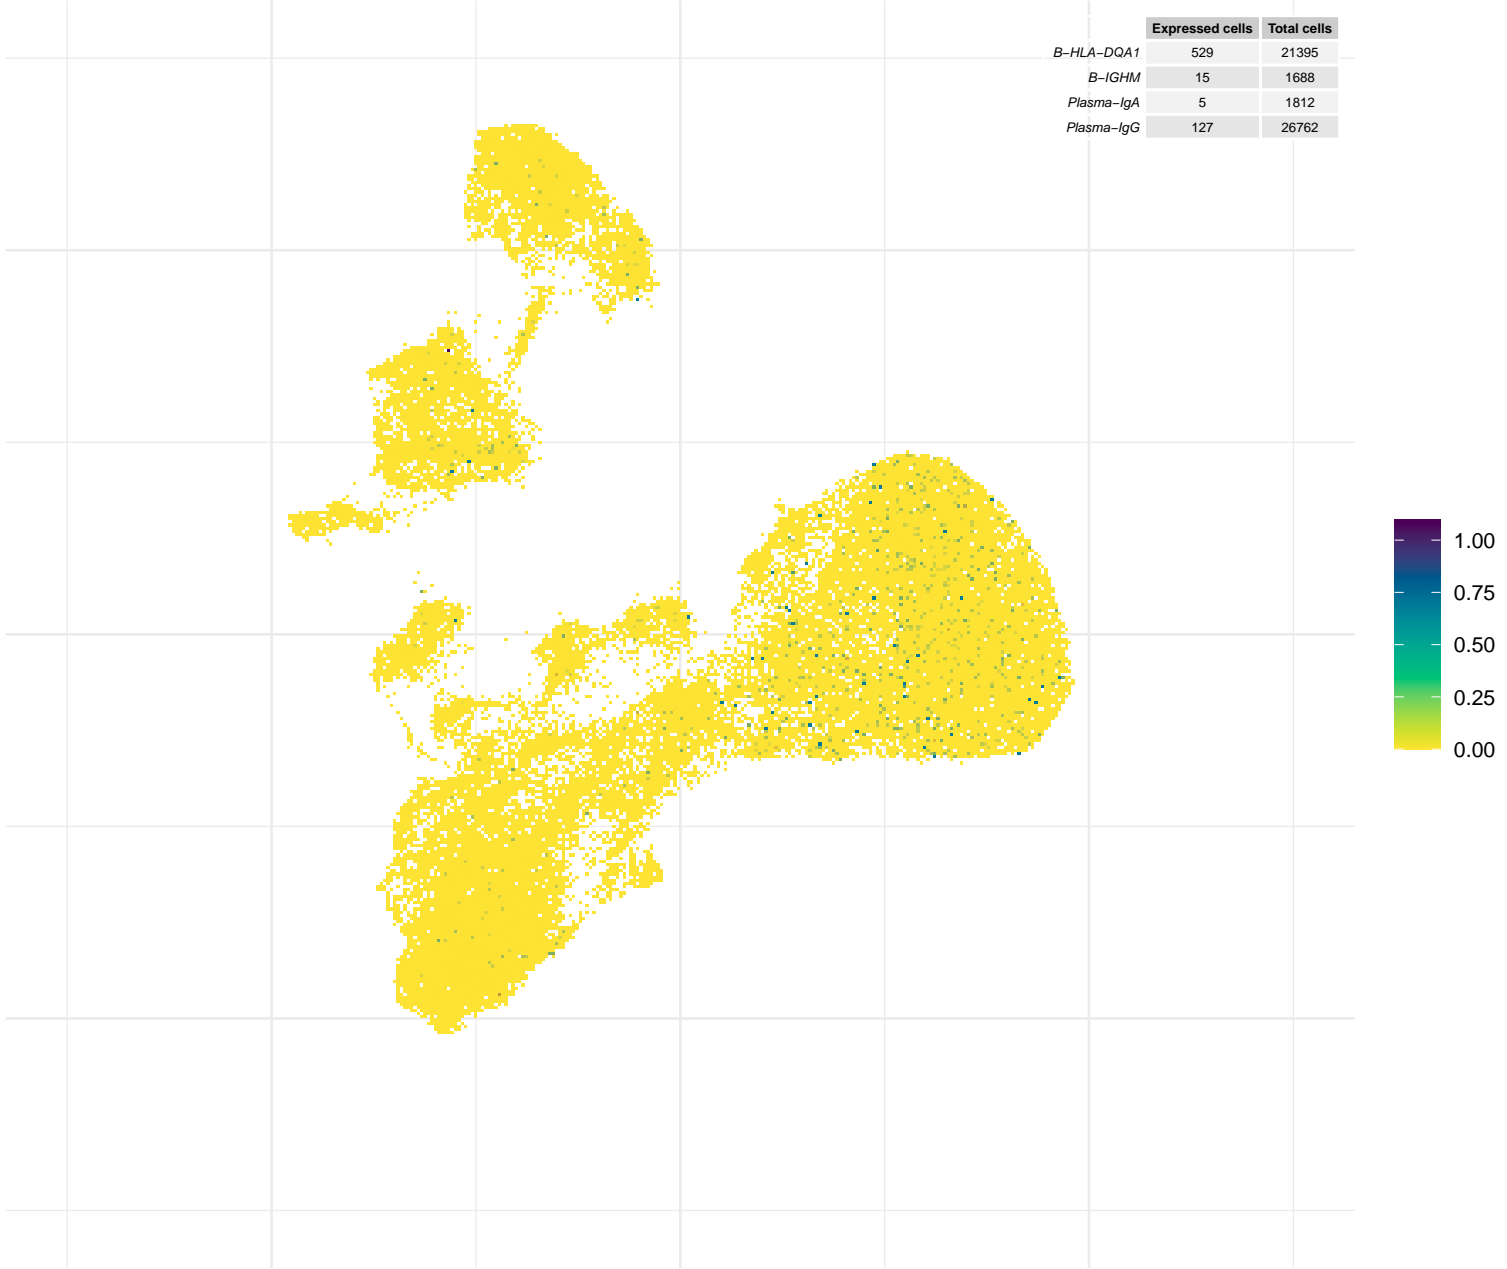 Expressed cells Total cells
B−HLA−DQA1 529 21395
B−IGHM 15 1688
Plasma−IgA 5 1812
Plasma−IgG 127 26762
1.00
0.75
0.50
0.25
0.00